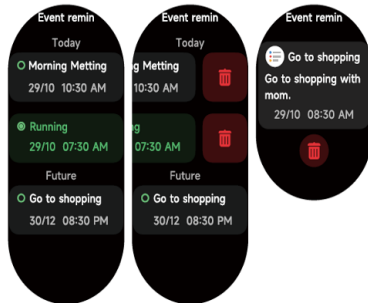 Event remin
Today
Morning Metting
29/10 10:30 AM
Running
29/10 07:30 AM
Future
Go to shopping
30/12 08:30 PM
Event remin
Today
g Metting
10:30 AM
ng
07:30 AM
Future
Go to shopping
30/12 08:30 PM
Event remin
Go to shopping
Go to shopping with
mom.
29/10 08:30 AM